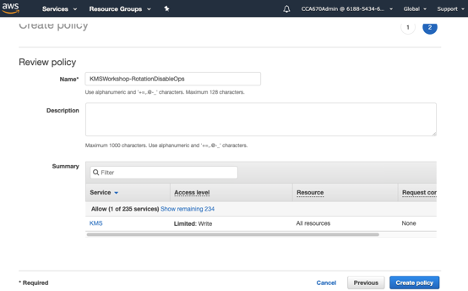 aws Services Resource Groups CCA670Admin @ 6188-5434-6... Global Support
Create policy 1 2
Review policy
Name* KMSWorkshop-RotationDisableOps
Use alphanumeric and '+=,.@-_' characters. Maximum 128 characters.
Description
Maximum 1000 characters. Use alphanumeric and '+=,.@-_' characters.
Summary Filter
Service Access level Resource Request con
Allow (1 of 235 services) Show remaining 234
KMS Limited: Write All resources None
* Required Cancel Previous Create policy